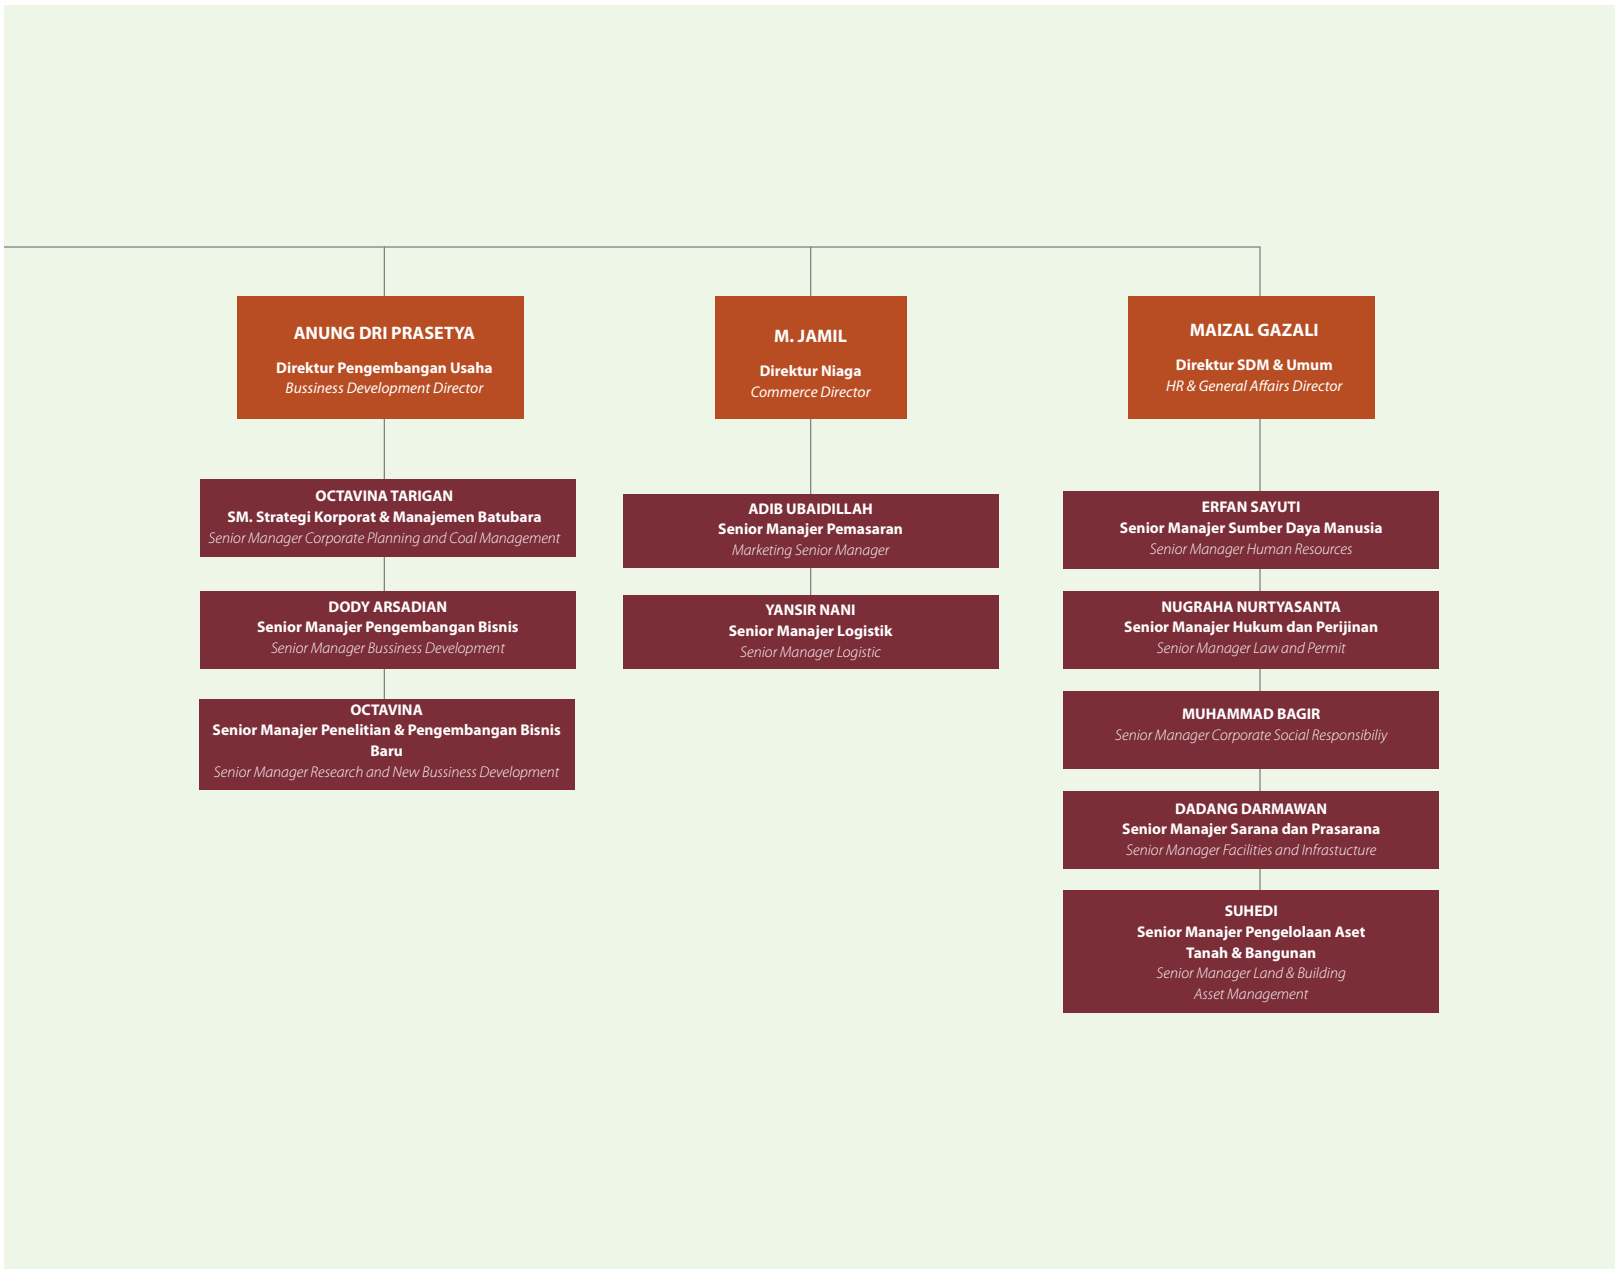 ANUNG DRI PRASETYA
Direktur Pengembangan Usaha
Bussiness Development Director
OCTAVINA TARIGAN
SM. Strategi Korporat & Manajemen Batubara
Senior Manager Corporate Planning and Coal Management
DODY ARSADIAN
Senior Manajer Pengembangan Bisnis
Senior Manager Bussiness Development
OCTAVINA
Senior Manajer Penelitian & Pengembangan Bisnis
Baru
Senior Manager Research and New Bussiness Development
M. JAMIL
Direktur Niaga
Commerce Director
ADIB UBAIDILLAH
Senior Manajer Pemasaran
Marketing Senior Manager
YANSIR NANI
Senior Manajer Logistik
Senior Manager Logistic
MAIZAL GAZALI
Direktur SDM & Umum
HR & General Affairs Director
ERFAN SAYUTI
Senior Manajer Sumber Daya Manusia
Senior Manager Human Resources
NUGRAHA NURTYASANTA
Senior Manajer Hukum dan Perijinan
Senior Manager Law and Permit
MUHAMMAD BAGIR
Senior Manager Corporate Social Responsibiliy
DADANG DARMAWAN
Senior Manajer Sarana dan Prasarana
Senior Manager Facilities and Infrastucture
SUHEDI
Senior Manajer Pengelolaan Aset
Tanah & Bangunan
Senior Manager Land & Building
Asset Management